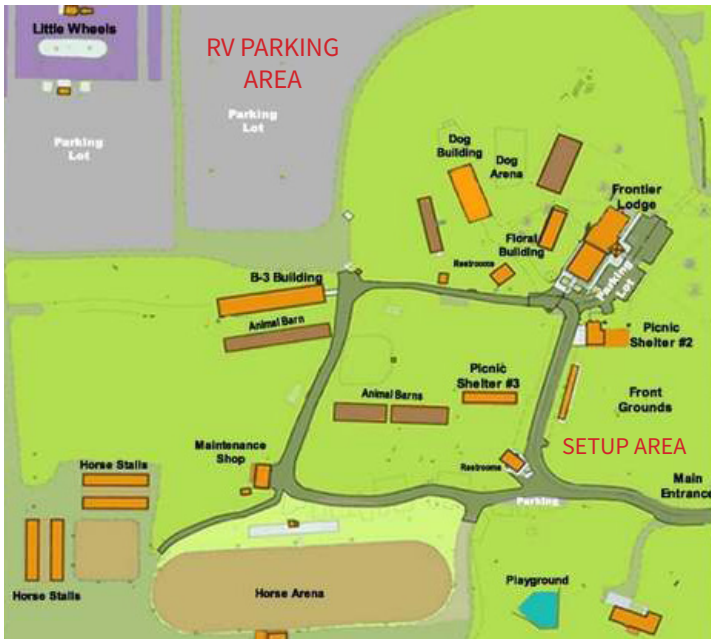 Little Wheels
RV PARKING
AREA
Parking
Lot
Parking
Lot
Dog
Building
Dog
Arena
Frontier
Lodge
Floral
Building
Restrooms
B-3 Building
Parking
Lot
Animal Barn
Picnic
Shelter #2
Picnic
Shelter #3
Animal Barns
Front
Grounds
SETUP AREA
Maintenance
Shop
Restrooms
Horse Stalls
Main
Entrance
Parking
Horse Stalls
Horse Arena
Playground